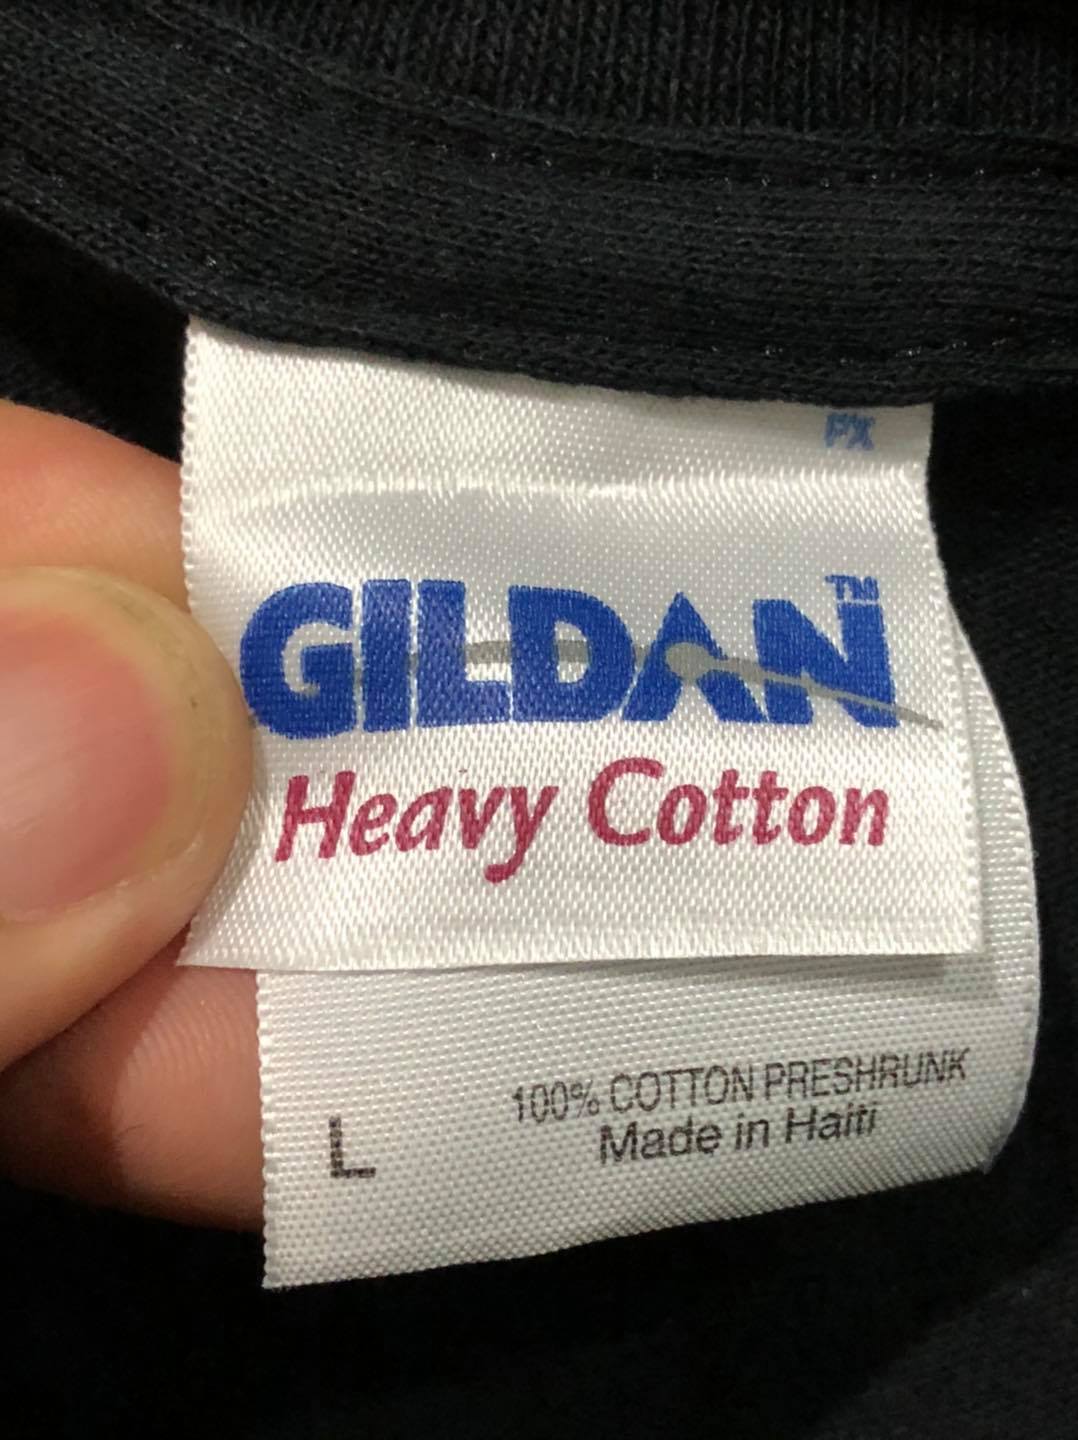 PX
GILDAN™
Heavy Cotton
100% COTTON PRESHRUNK
Made in Haiti
L